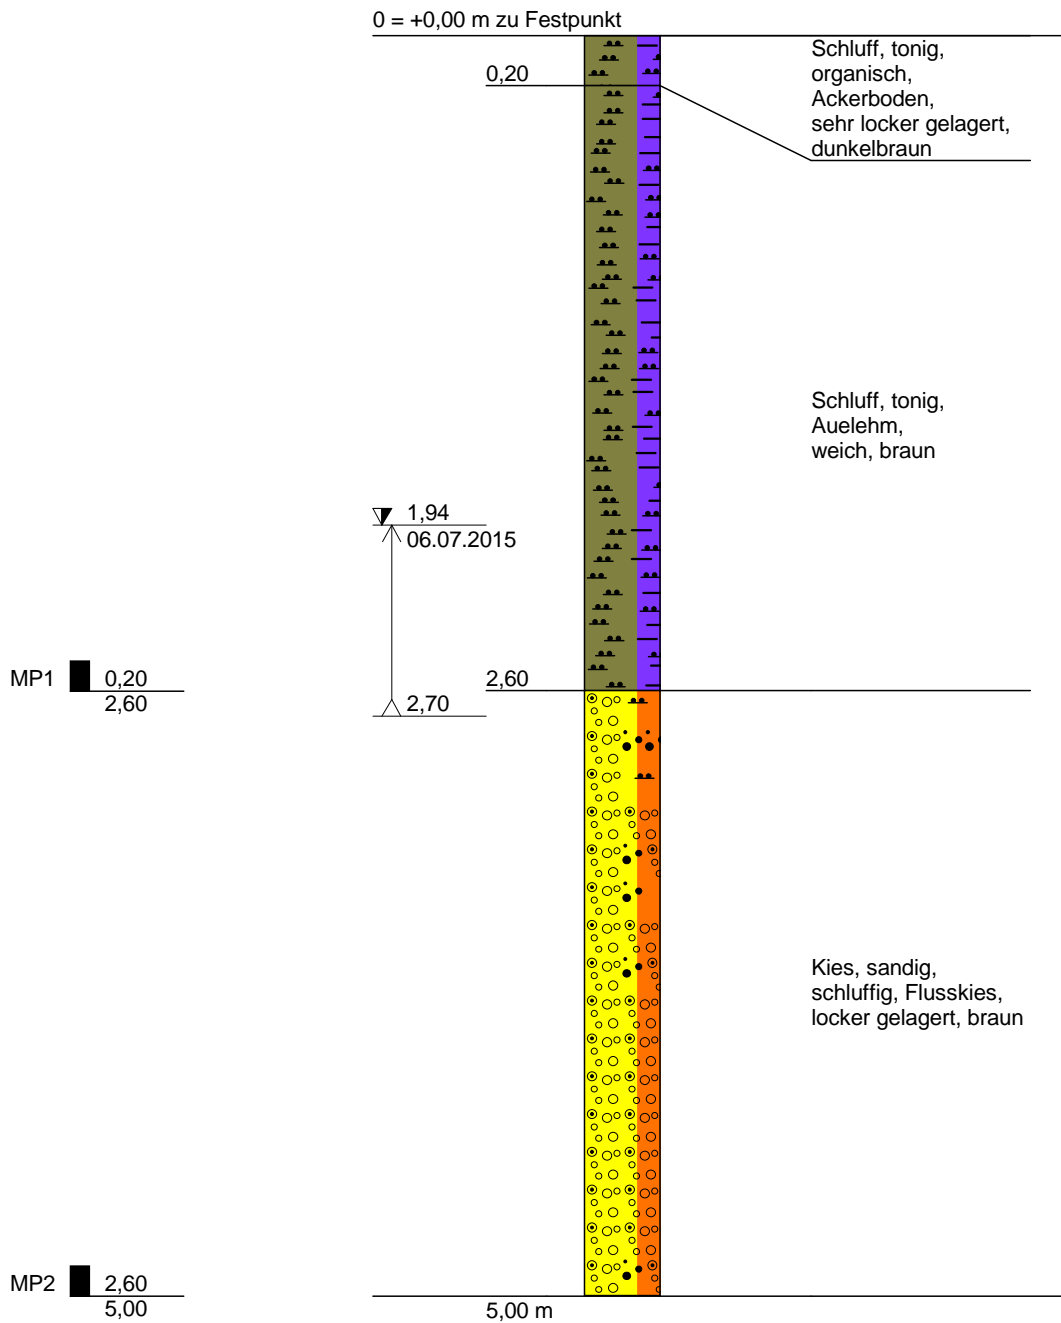 0 = +0,00 m zu Festpunkt
Schluff, tonig,
organisch,
Ackerboden,
sehr locker gelagert,
dunkelbraun
0,20
Schluff, tonig,
Auelehm,
weich, braun
1,94
06.07.2015
MP1
0,20
2,60
2,60
2,70
Kies, sandig,
schluffig, Flusskies,
locker gelagert, braun
MP2
2,60
5,00
5,00 m